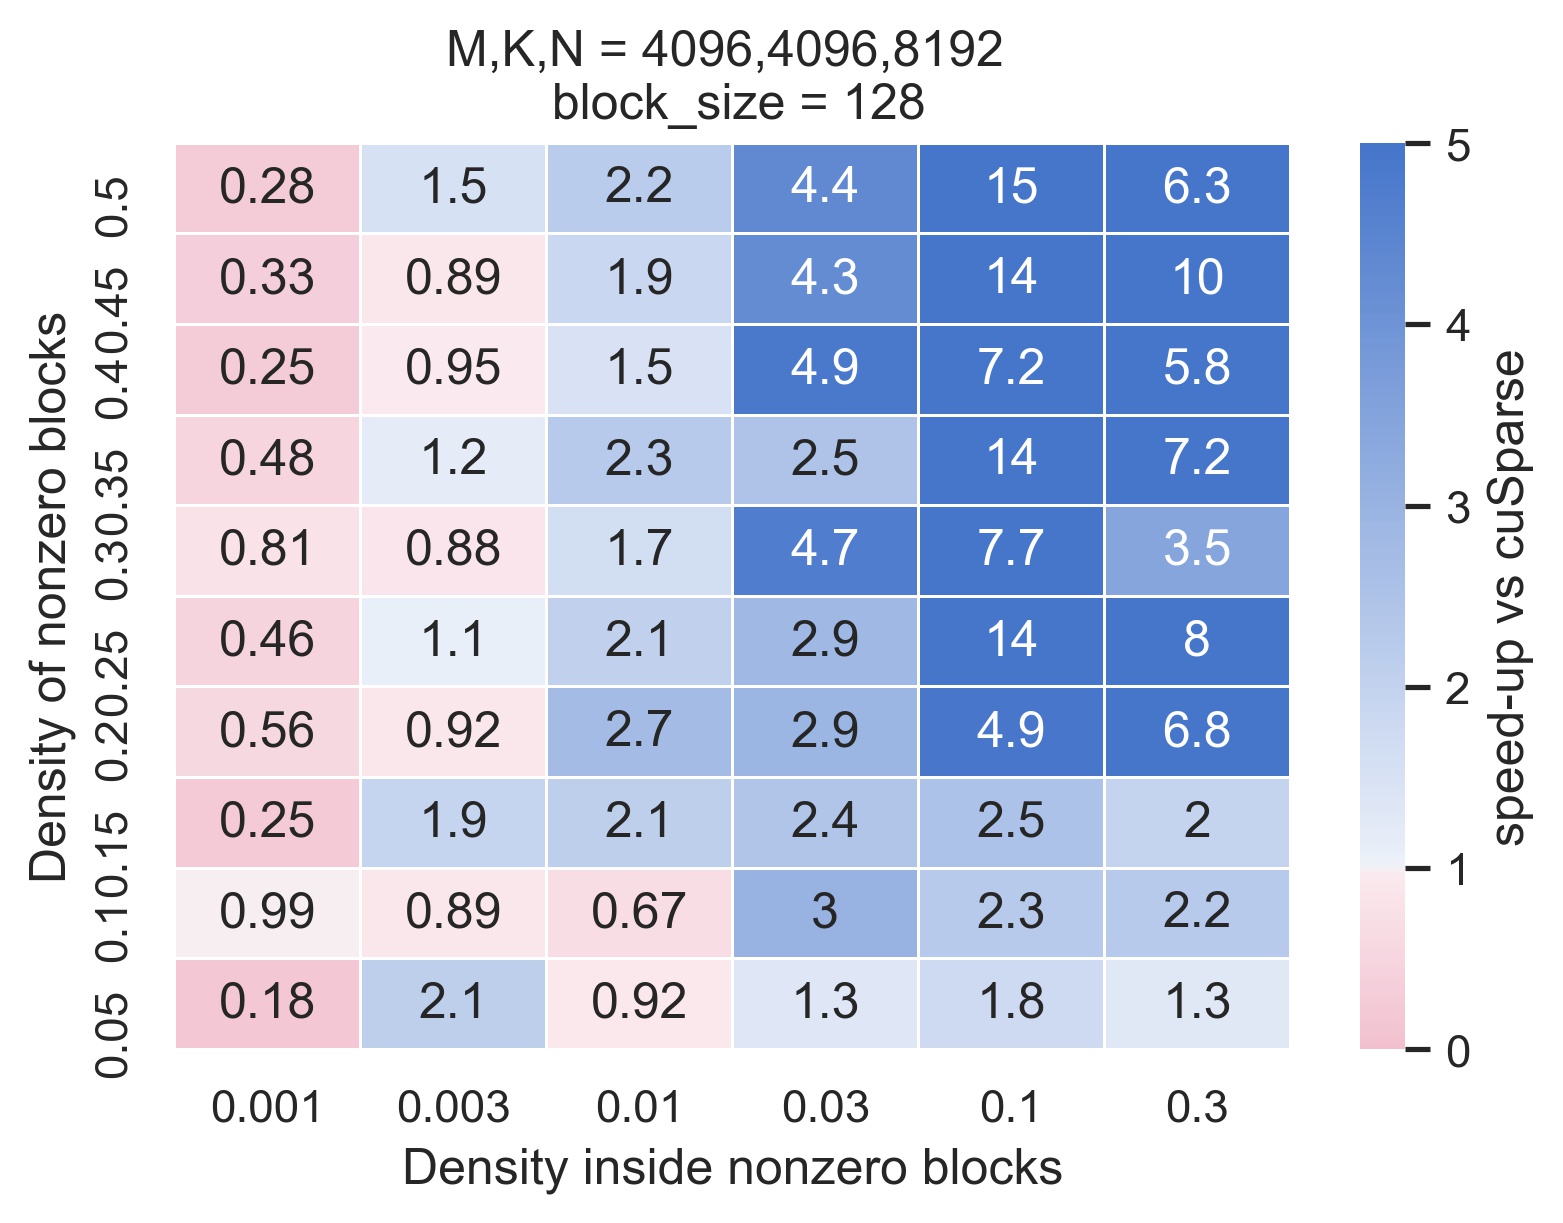 M,K,N = 4096,4096,8192
block_size = 128
Density of nonzero blocks
0.5 0.28 1.5 2.2 4.4 15 6.3
0.45 0.33 0.89 1.9 4.3 14 10
0.4 0.25 0.95 1.5 4.9 7.2 5.8
0.35 0.48 1.2 2.3 2.5 14 7.2
0.3 0.81 0.88 1.7 4.7 7.7 3.5
0.25 0.46 1.1 2.1 2.9 14 8
0.2 0.56 0.92 2.7 2.9 4.9 6.8
0.15 0.25 1.9 2.1 2.4 2.5 2
0.1 0.99 0.89 0.67 3 2.3 2.2
0.05 0.18 2.1 0.92 1.3 1.8 1.3
0.001 0.003 0.01 0.03 0.1 0.3
Density inside nonzero blocks
5
4
3
2
1
0
speed-up vs cuSparse